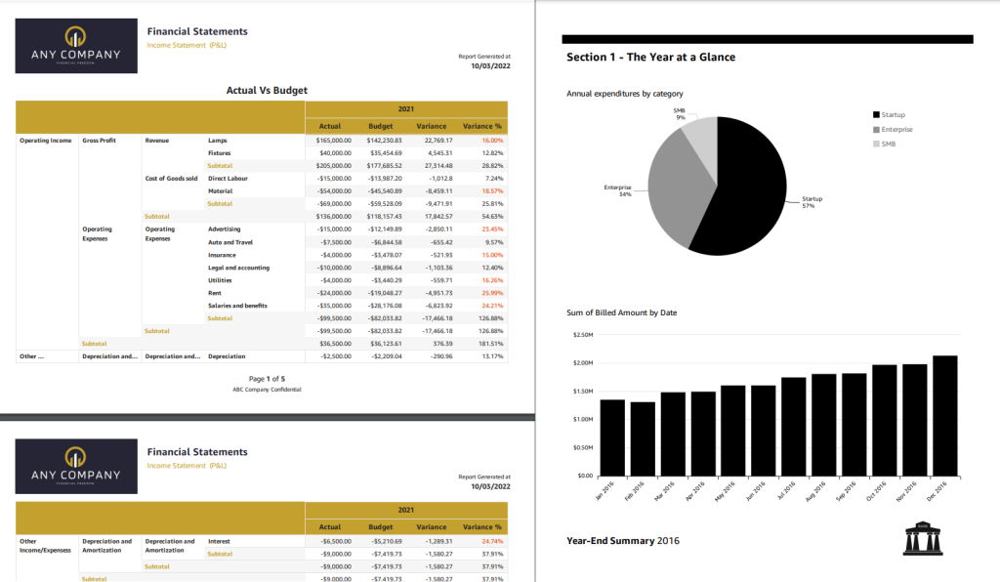 ANY COMPANY
FINANCIAL FREEDOM
Financial Statements
Income Statement (P&L)
Report Generated at
10/03/2022
Actual Vs Budget
2021
Actual Budget Variance Variance %
Operating Income Gross Profit Revenue Lamps $165,000.00 $142,230.83 22,769.17 16.00%
Fixtures $40,000.00 $35,454.69 4,545.31 12.82%
Subtotal $205,000.00 $177,685.52 27,314.48 28.82%
Cost of Goods sold Direct Labour -$15,000.00 -$13,987.20 -1,012.8 7.24%
Material -$54,000.00 -$45,540.89 -8,459.11 18.57%
Subtotal -$69,000.00 -$59,528.09 -9,471.91 25.81%
Subtotal $136,000.00 $118,157.43 17,842.57 54.63%
Operating Operating Advertising -$15,000.00 -$12,149.89 -2,850.11 23.45%
Expenses Expenses Auto and Travel -$7,500.00 -$6,844.58 -655.42 9.57%
Insurance -$4,000.00 -$3,478.07 -521.93 15.00%
Legal and accounting -$10,000.00 -$8,896.64 -1,103.36 12.40%
Utilities -$4,000.00 -$3,440.29 -559.71 16.26%
Rent -$24,000.00 -$19,048.27 -4,951.73 25.99%
Salaries and benefits -$35,000.00 -$28,176.08 -6,823.92 24.21%
Subtotal -$99,500.00 -$82,033.82 -17,466.18 126.88%
Subtotal -$99,500.00 -$82,033.82 -17,466.18 126.88%
Subtotal $36,500.00 $36,123.61 376.39 181.51%
Other ... Depreciation and... Depreciation and... Depreciation -$2,500.00 -$2,209.04 -290.96 13.17%
Page 1 of 5
ABC Company Confidential
ANY COMPANY
FINANCIAL FREEDOM
Financial Statements
Income Statement (P&L)
Report Generated at
10/03/2022
2021
Actual Budget Variance Variance %
Other Depreciation and Depreciation and Interest -$6,500.00 -$5,210.69 -1,289.31 24.74%
Income/Expensess Amortization Amortization Subtotal -$9,000.00 -$7,419.73 -1,580.27 37.91%
Subtotal -$9,000.00 -$7,419.73 -1,580.27 37.91%
Subtotal -$9,000.00 -$7,419.73 -1,580.27 37.91%
Section 1 - The Year at a Glance
Annual expenditures by category
SMB
9%
Enterprise
34%
Startup
57%
Startup
Enterprise
SMB
Sum of Billed Amount by Date
$2.50M
$2.00M
$1.50M
$1.00M
$0.50M
$0.00
Jan 2016 Feb 2016 Mar 2016 Apr 2016 May 2016 Jun 2016 Jul 2016 Aug 2016 Sep 2016 Oct 2016 Nov 2016 Dec 2016
Year-End Summary 2016
BANK